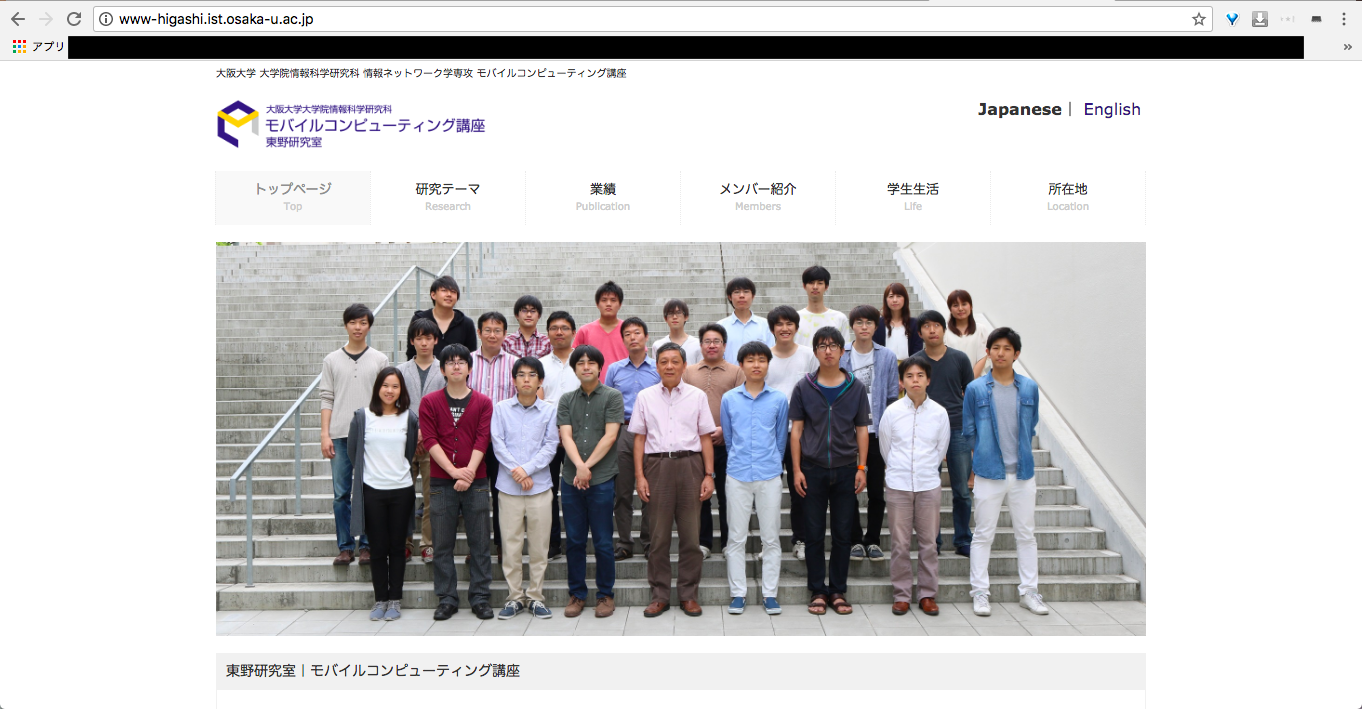 www-higashi.ist.osaka-u.ac.jp
アプリ
»
大阪大学 大学院情報科学研究科 情報ネットワーク学専攻 モバイルコンピューティング講座
大阪大学大学院情報科学研究科
モバイルコンピューティング講座
東野研究室
Japanese | English
トップページ
Top
研究テーマ
Research
業績
Publication
メンバー紹介
Members
学生生活
Life
所在地
Location
東野研究室 | モバイルコンピューティング講座